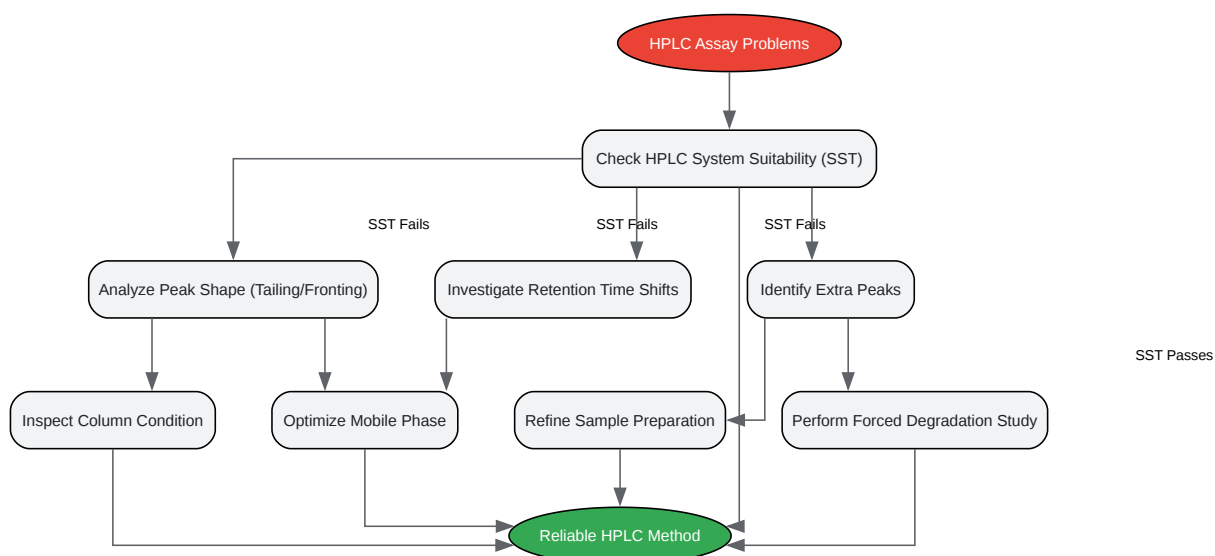 HPLC Assay Problems
Check HPLC System Suitability (SST)
SST Fails
SST Fails
SST Fails
Analyze Peak Shape (Tailing/Fronting)
Investigate Retention Time Shifts
Identify Extra Peaks
SST Passes
Inspect Column Condition
Optimize Mobile Phase
Refine Sample Preparation
Perform Forced Degradation Study
Reliable HPLC Method